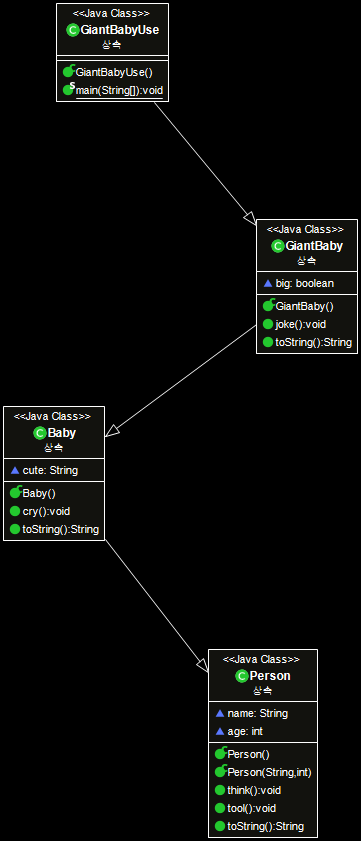 <<Java Class>>
GiantBabyUse
상속
GiantBabyUse()
main(String[]):void
<<Java Class>>
GiantBaby
상속
big: boolean
GiantBaby()
joke():void
toString():String
<<Java Class>>
Baby
상속
cute: String
Baby()
cry():void
toString():String
<<Java Class>>
Person
상속
name: String
age: int
Person()
Person(String,int)
think():void
tool():void
toString():String